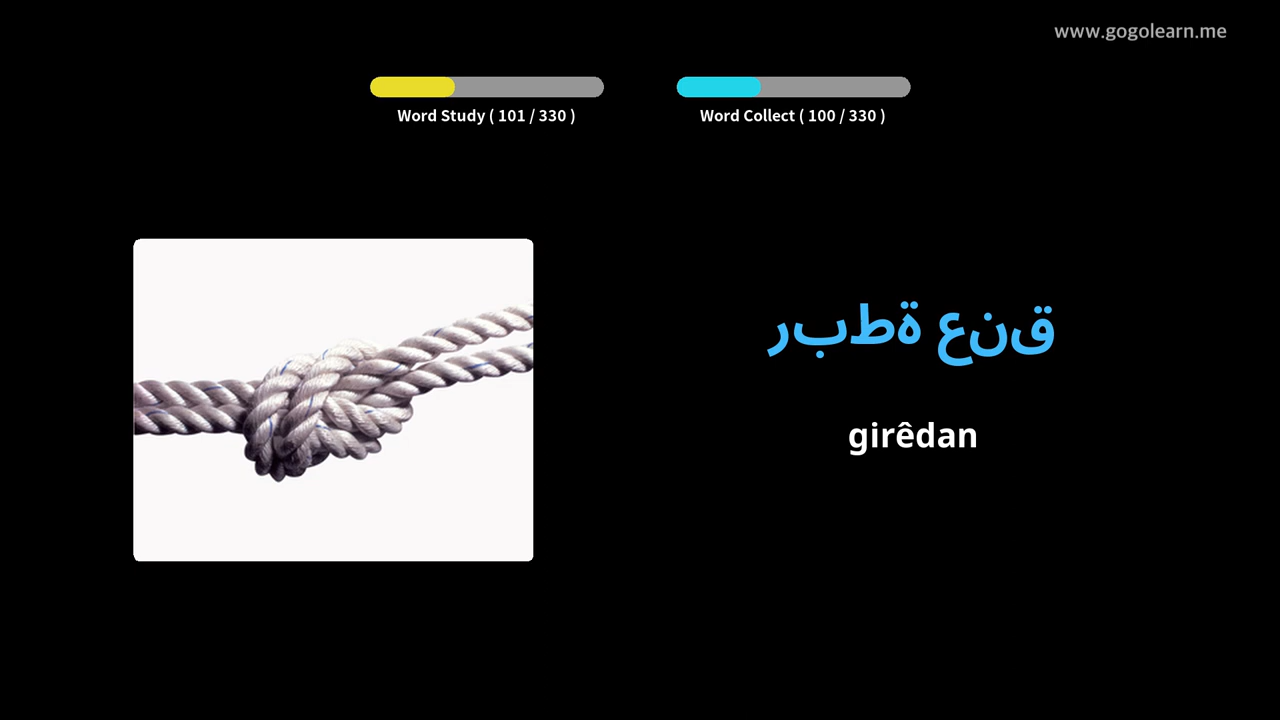 www.gogolearn.me
Word Study ( 101 / 330 )
Word Collect ( 100 / 330 )
ربطة عنق
girêdan